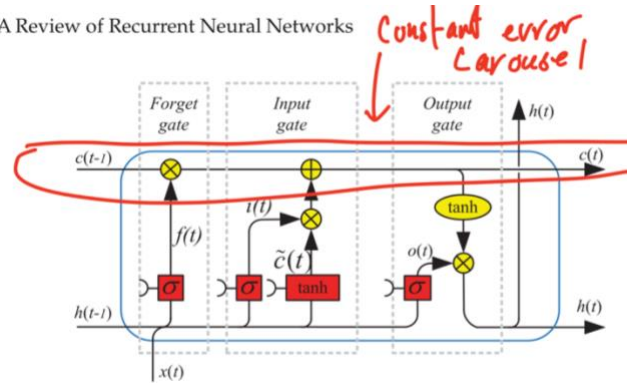 A Review of Recurrent Neural Networks
Constant error
Carousel
Forget
gate
Input
gate
Output
gate
h(t)
c(t-1)
c(t)
i(t)
tanh
f(t)
c̃(t)
o(t)
σ
σ
tanh
σ
h(t-1)
h(t)
x(t)